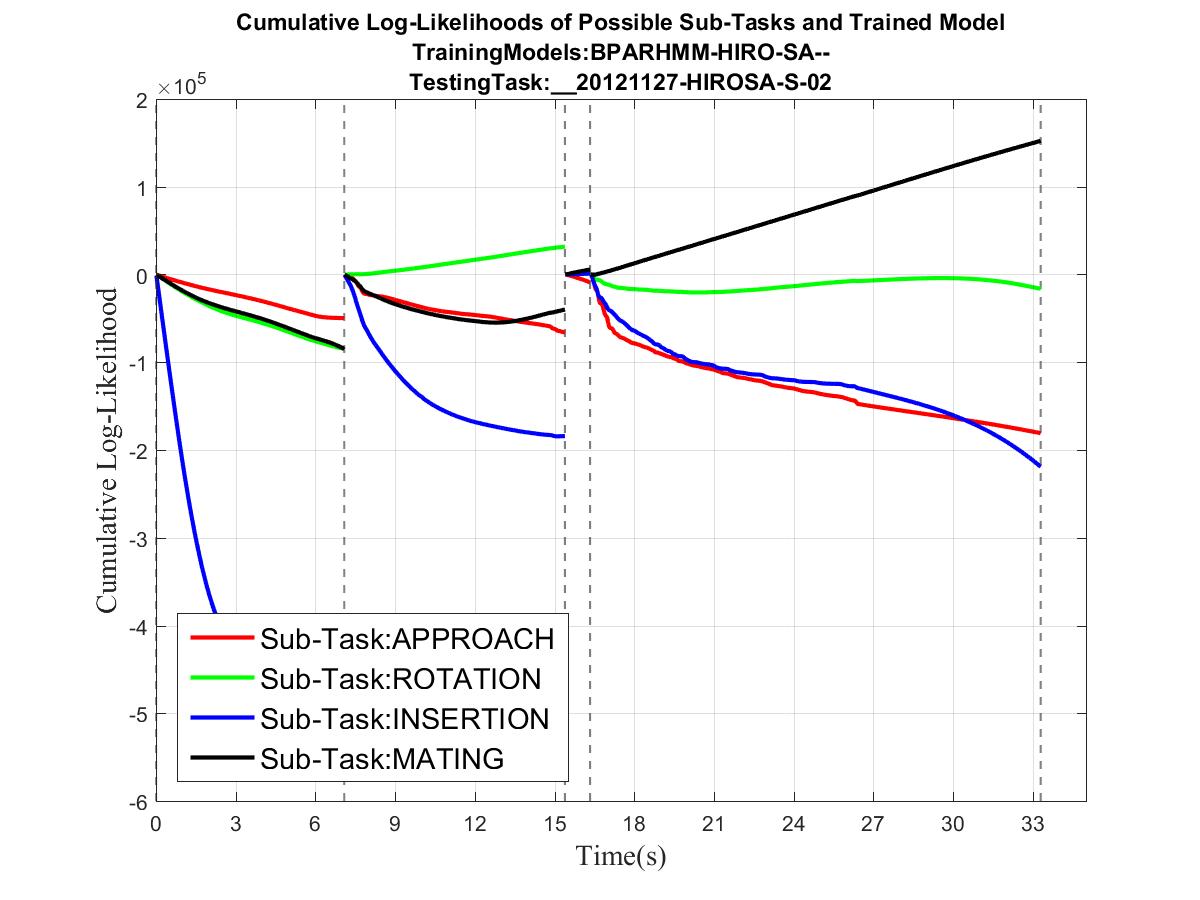 Cumulative Log-Likelihoods of Possible Sub-Tasks and Trained Model
TrainingModels:BPARHMM-HIRO-SA--
TestingTask:__20121127-HIROSA-S-02
×10⁵
2
1
0
-1
-2
-3
-4
-5
-6
Cumulative Log-Likelihood
Sub-Task:APPROACH
Sub-Task:ROTATION
Sub-Task:INSERTION
Sub-Task:MATING
0 3 6 9 12 15 18 21 24 27 30 33
Time(s)